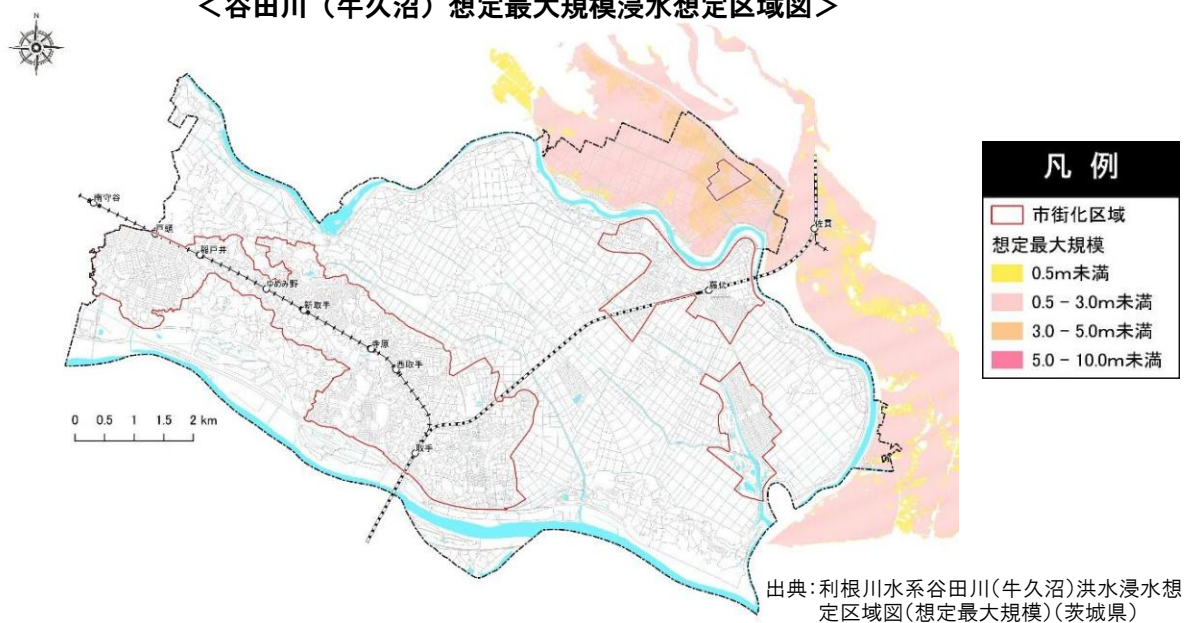 ＜谷田川（牛久沼）想定最大規模浸水想定区域図＞
N
南守谷
戸頭
稲戸井
ゆめみ野
新取手
寺原
西取手
取手
藤代
佐貫
0 0.5 1 1.5 2 km
凡 例
市街化区域
想定最大規模
0.5m未満
0.5 - 3.0m未満
3.0 - 5.0m未満
5.0 - 10.0m未満
出典：利根川水系谷田川（牛久沼）洪水浸水想
定区域図（想定最大規模）（茨城県）